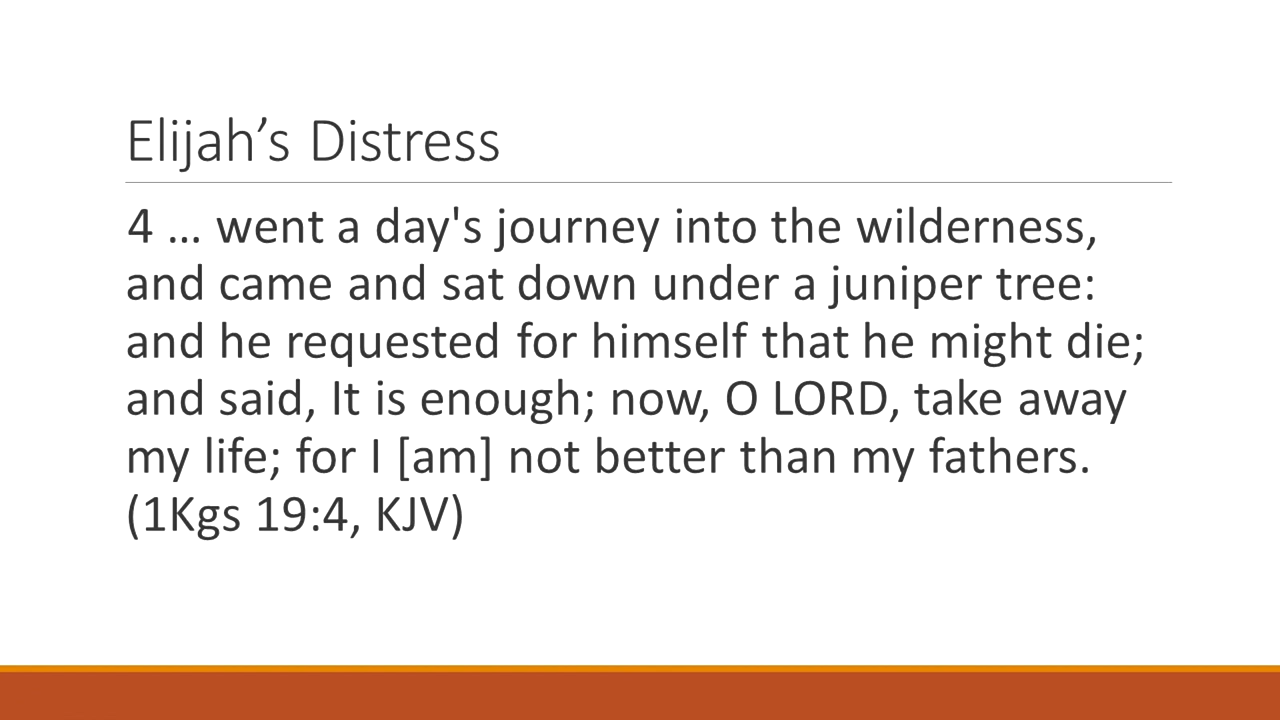 Elijah’s Distress
4 … went a day's journey into the wilderness,
and came and sat down under a juniper tree:
and he requested for himself that he might die;
and said, It is enough; now, O LORD, take away
my life; for I [am] not better than my fathers.
(1Kgs 19:4, KJV)